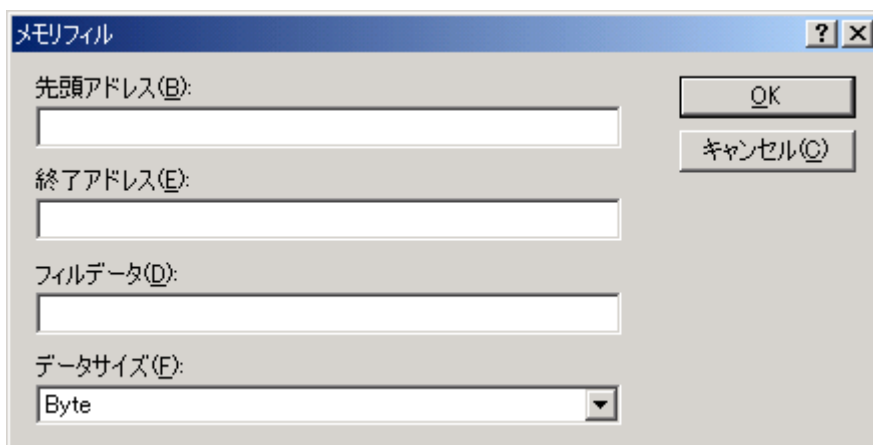 メモリフィル
先頭アドレス(B):
OK
キャンセル(C)
終了アドレス(E):
フィルデータ(D):
データサイズ(F):
Byte